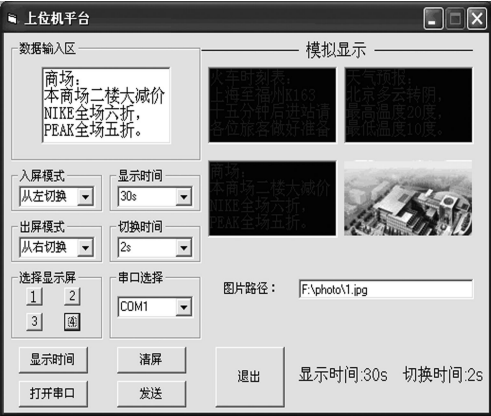 上位机平台
数据输入区
商场：
本商场二楼大减价
NIKE全场六折，
PEAK全场五折。
模拟显示
火车时刻表：
上海至福州K163
十五分钟后进站请
各位旅客做好准备
天气预报：
北京多云转阴，
最高温度20度，
最低温度10度。
入屏模式
从左切换
显示时间
30s
商场：
本商场二楼大减价
NIKE全场六折，
PEAK全场五折。
出屏模式
从右切换
切换时间
2s
选择显示屏
1 2
3 4
串口选择
COM1
图片路径：
F:\photo\1.jpg
显示时间
清屏
打开串口
发送
退出
显示时间:30s 切换时间:2s